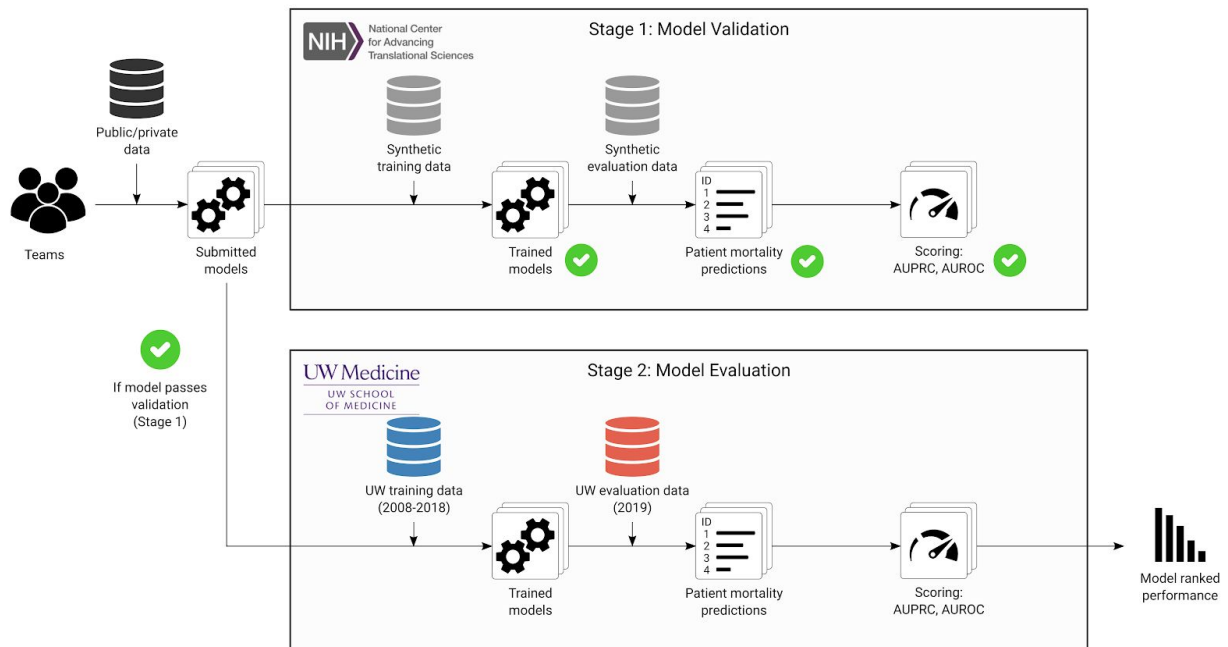 NIH
National Center
for Advancing
Translational Sciences
Stage 1: Model Validation
Public/private
data
Synthetic
training data
Synthetic
evaluation data
ID
1
2
3
4
Teams
Submitted
models
Trained
models
Patient mortality
predictions
Scoring:
AUPRC, AUROC
If model passes
validation
(Stage 1)
UW Medicine
UW SCHOOL
OF MEDICINE
Stage 2: Model Evaluation
UW training data
(2008-2018)
UW evaluation data
(2019)
ID
1
2
3
4
Trained
models
Patient mortality
predictions
Scoring:
AUPRC, AUROC
Model ranked
performance